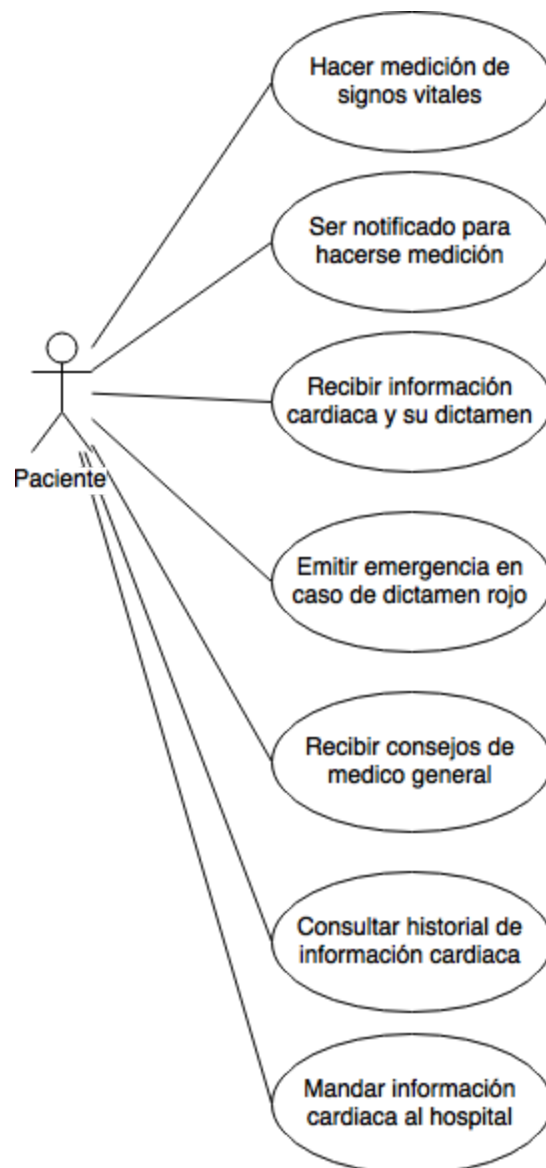 Hacer medición de
signos vitales
Ser notificado para
hacerse medición
Recibir información
cardiaca y su dictamen
Paciente
Emitir emergencia en
caso de dictamen rojo
Recibir consejos de
medico general
Consultar historial de
información cardiaca
Mandar información
cardiaca al hospital